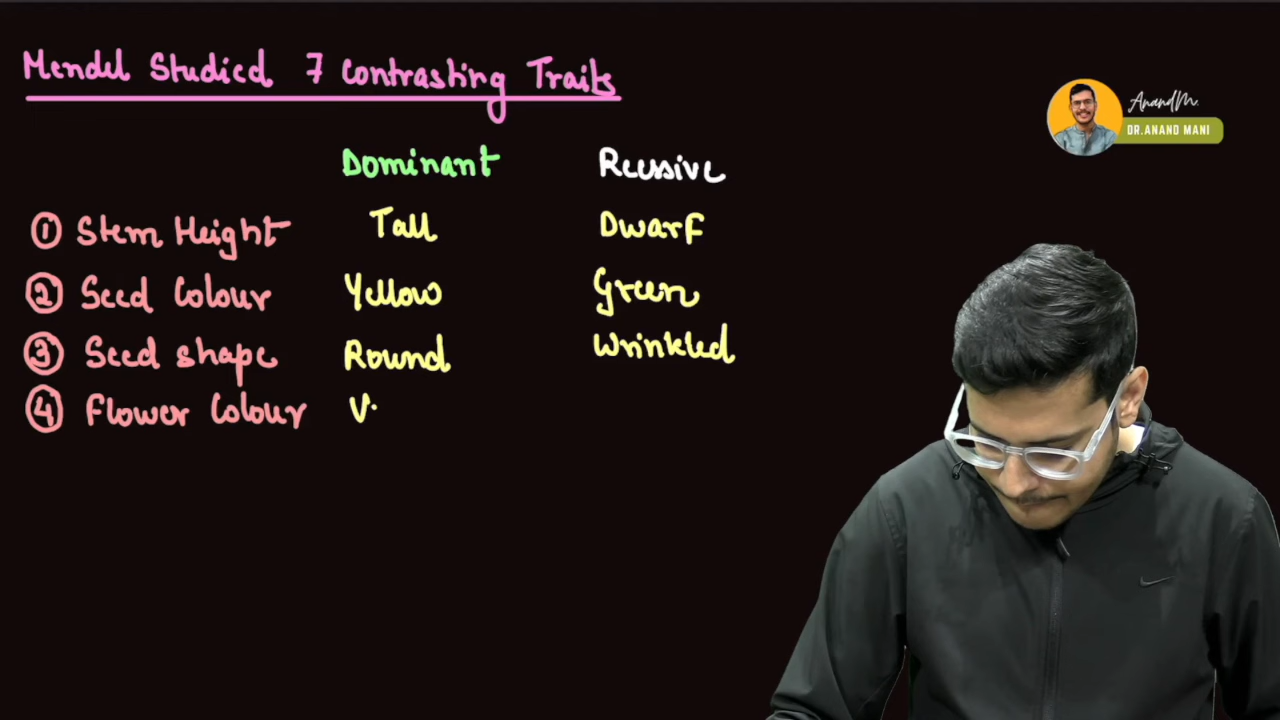 Mendel Studied 7 Contrasting Traits
AnandM.
DR.ANAND MANI
Dominant Recessive
① Stem Height Tall Dwarf
② Seed Colour Yellow Green
③ Seed shape Round Wrinkled
④ Flower Colour V.